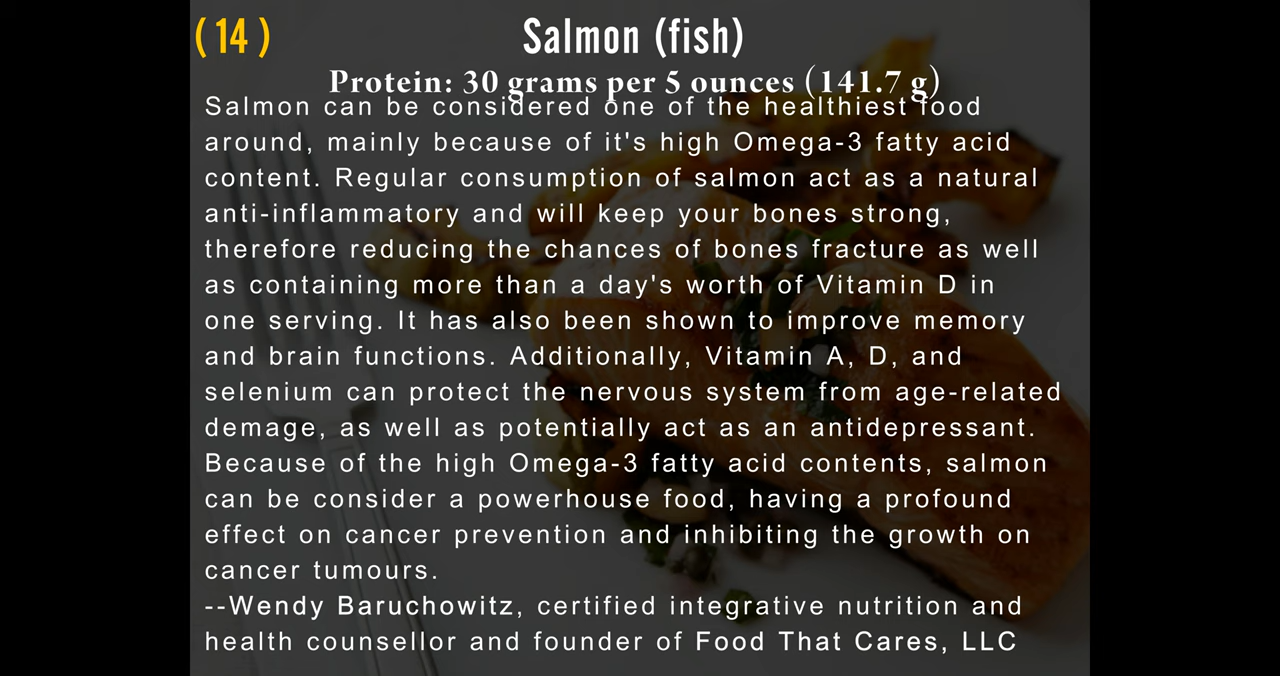 (14)
Salmon (fish)
Protein: 30 grams per 5 ounces (141.7 g)
Salmon can be considered one of the healthiest food
around, mainly because of it's high Omega-3 fatty acid
content. Regular consumption of salmon act as a natural
anti-inflammatory and will keep your bones strong,
therefore reducing the chances of bones fracture as well
as containing more than a day's worth of Vitamin D in
one serving. It has also been shown to improve memory
and brain functions. Additionally, Vitamin A, D, and
selenium can protect the nervous system from age-related
demage, as well as potentially act as an antidepressant.
Because of the high Omega-3 fatty acid contents, salmon
can be consider a powerhouse food, having a profound
effect on cancer prevention and inhibiting the growth on
cancer tumours.
--Wendy Baruchowitz, certified integrative nutrition and
health counsellor and founder of Food That Cares, LLC